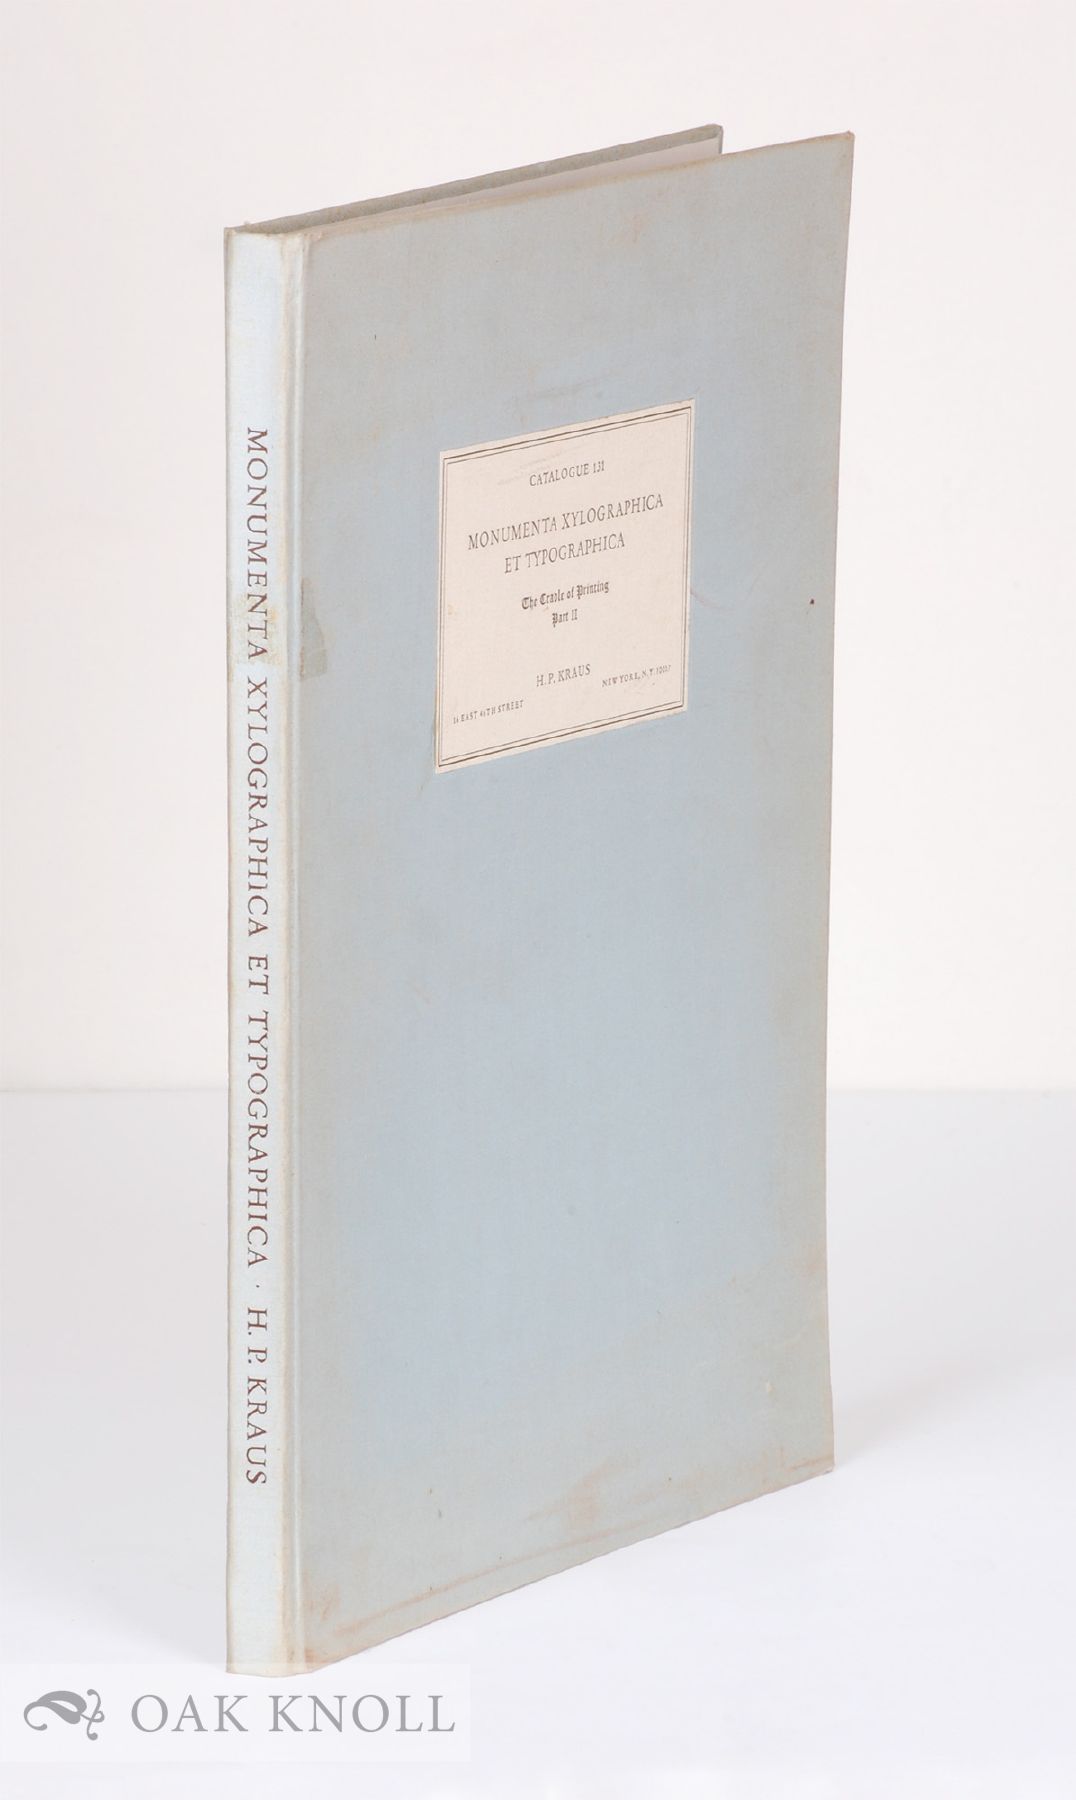 MONUMENTA XYLOGRAPHICA ET TYPOGRAPHICA · H. P. KRAUS
CATALOGUE 131
MONUMENTA XYLOGRAPHICA
ET TYPOGRAPHICA
The Cradle of Printing
Part II
H. P. KRAUS
16 EAST 46TH STREET NEW YORK, N. Y.
OAK KNOLL